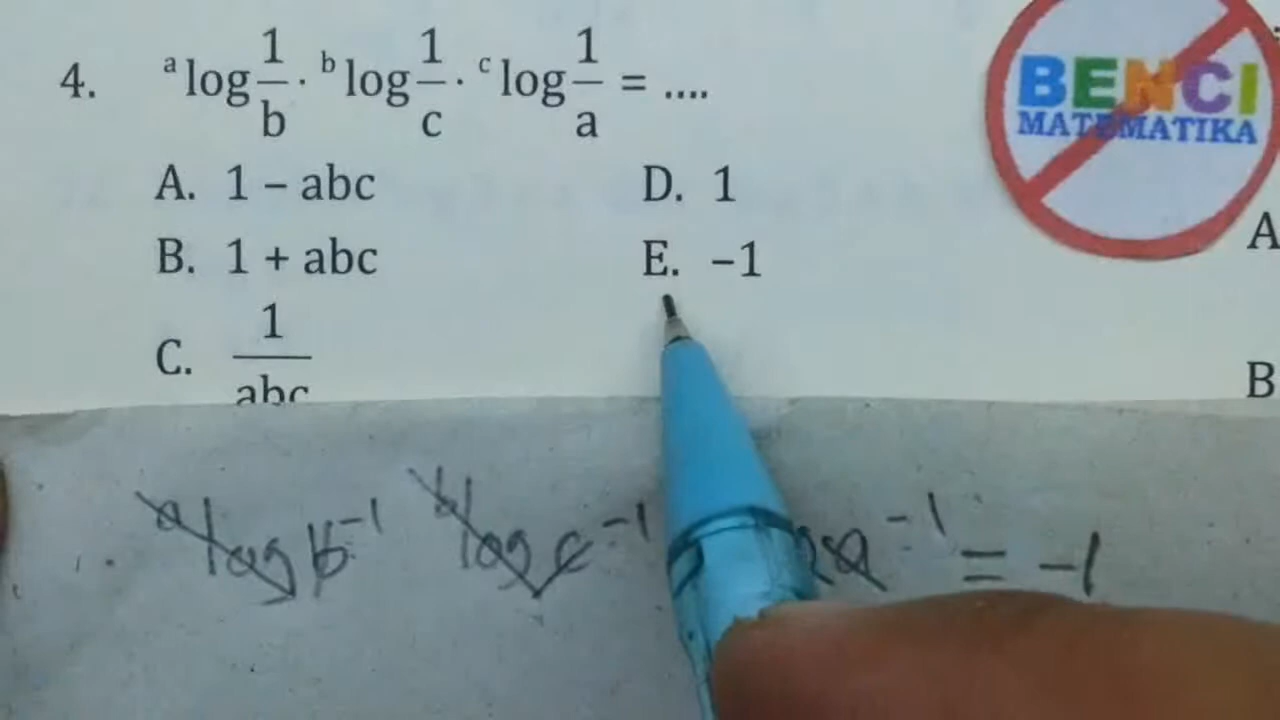 4. ᵃlog 1/b · ᵇlog 1/c · ᶜlog 1/a = ....
A. 1 – abc
D. 1
B. 1 + abc
E. –1
C. 1/abc
BENCI
MATEMATIKA
A
B
ᵃlog b⁻¹ ᵇlog c⁻¹ a⁻¹ = -1